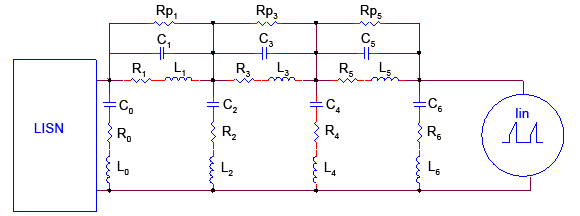 Rp₁ Rp₃ Rp₅
C₁ C₃ C₅
R₁ L₁ R₃ L₃ R₅ L₅
C₀ C₂ C₄ C₆
Iin
LISN
R₀ R₂ R₄ R₆
L₀ L₂ L₄ L₆